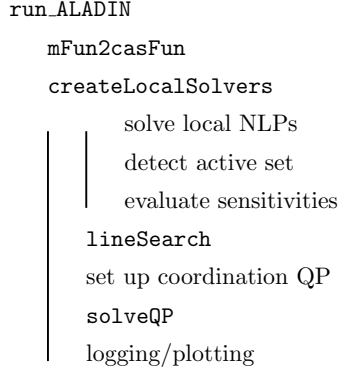 run_ALADIN
mFun2casFun
createLocalSolvers
solve local NLPs
detect active set
evaluate sensitivities
lineSearch
set up coordination QP
solveQP
logging/plotting